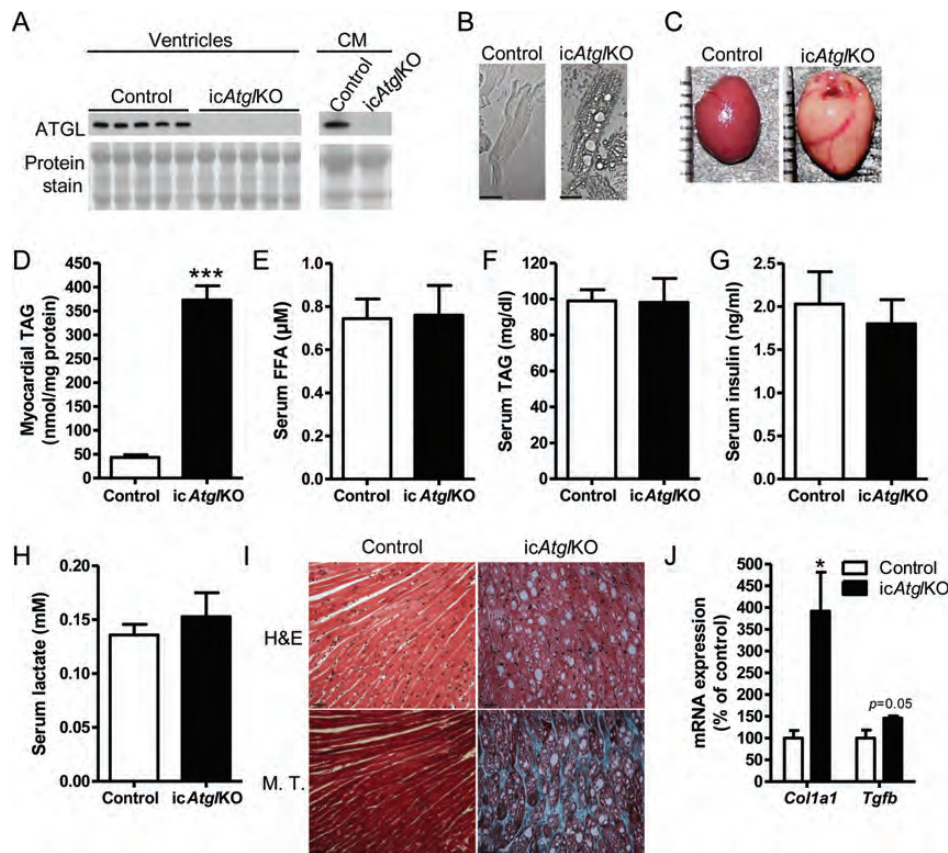 A
Ventricles
CM
Control
icAtglKO
Control
icAtglKO
ATGL
Protein
stain
B
Control
icAtglKO
C
Control
icAtglKO
D
Myocardial TAG
(nmol/mg protein)
450
400
350
300
250
200
150
100
50
0
***
Control
icAtglKO
E
Serum FFA (µM)
1.0
0.8
0.6
0.4
0.2
0.0
Control
icAtglKO
F
Serum TAG (mg/dl)
120
100
80
60
40
20
0
Control
icAtglKO
G
Serum insulin (ng/ml)
2.5
2.0
1.5
1.0
0.5
0.0
Control
icAtglKO
H
Serum lactate (mM)
0.20
0.15
0.10
0.05
0.00
Control
icAtglKO
I
Control
icAtglKO
H&E
M. T.
J
Control
icAtglKO
mRNA expression
(% of control)
500
450
400
350
300
250
200
150
100
50
0
*
p=0.05
Col1a1
Tgfb